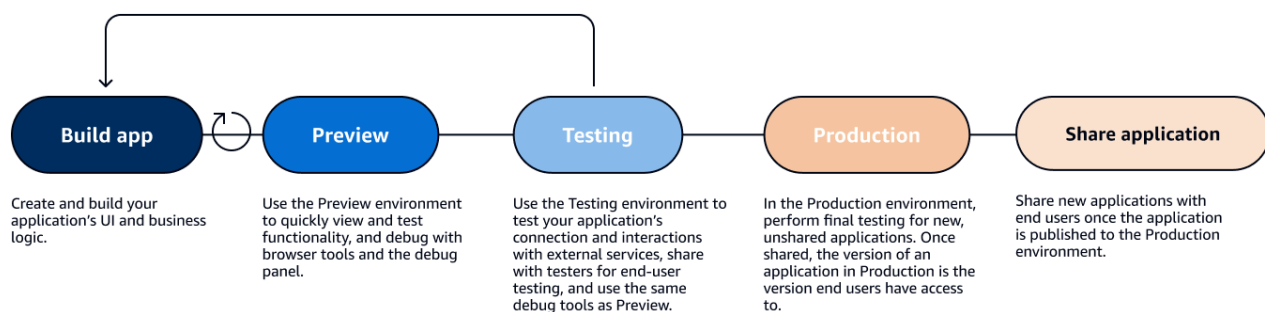 Build app
Preview
Testing
Production
Share application
Create and build your
application’s UI and business
logic.
Use the Preview environment
to quickly view and test
functionality, and debug with
browser tools and the debug
panel.
Use the Testing environment to
test your application’s
connection and interactions
with external services, share
with testers for end-user
testing, and use the same
debug tools as Preview.
In the Production environment,
perform final testing for new,
unshared applications. Once
shared, the version of an
application in Production is the
version end users have access
to.
Share new applications with
end users once the application
is published to the Production
environment.